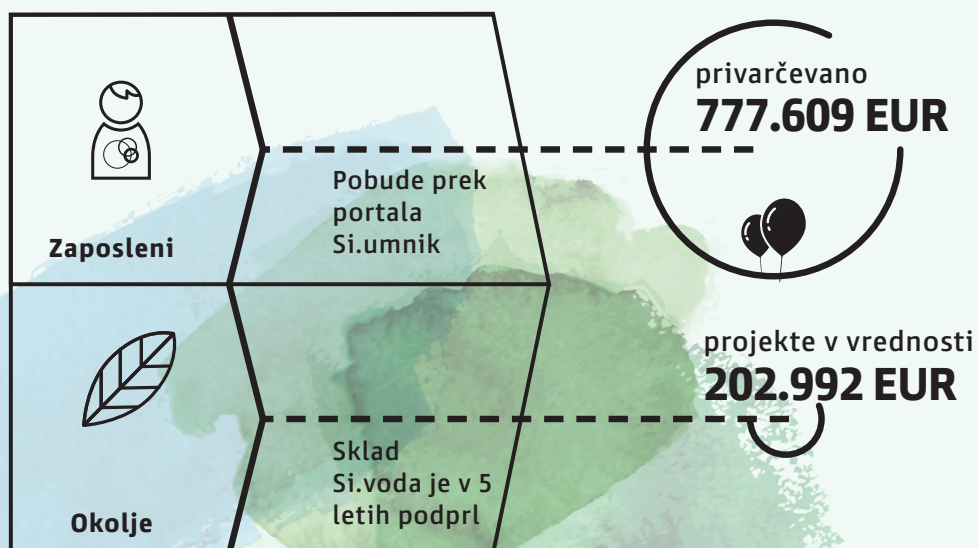 Zaposleni
Pobude prek
portala
Si.umnik
privarčevano
777.609 EUR
Okolje
Sklad
Si.voda je v 5
letih podprl
projekte v vrednosti
202.992 EUR